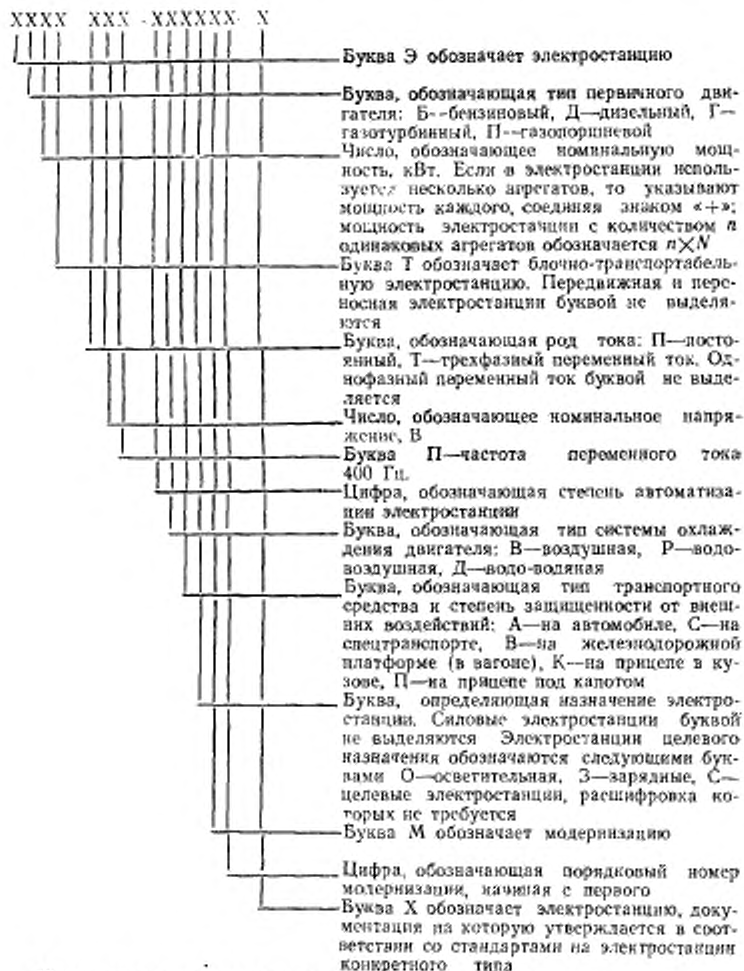 XXXX XXX -XXXXXX- X
Буква Э обозначает электростанцию
Буква, обозначающая тип первичного дви-
гателя: Б--бензиновый, Д—дизельный, Г—
газотурбинный, П--газопоршневой
Число, обозначающее номинальную мощ-
ность, кВт. Если в электростанции исполь-
зуется несколько агрегатов, то указывают
мощность каждого, соединяя знаком «+»;
мощность электростанции с количеством n
одинаковых агрегатов обозначается n×N
Буква Т обозначает блочно-транспортабель-
ную электростанцию. Передвижная и пере-
носная электростанции буквой не выделя-
ются
Буква, обозначающая род тока: П—посто-
янный, Т—трехфазный переменный ток. Од-
нофазный переменный ток буквой не выде-
ляется
Число, обозначающее номинальное напря-
жение, В
Буква П—частота переменного тока
400 Гц.
Цифра, обозначающая степень автоматиза-
ции электростанции
Буква, обозначающая тип системы охлаж-
дения двигателя: В—воздушная, Р—водо-
воздушная, Д—водо-водяная
Буква, обозначающая тип транспортного
средства и степень защищенности от внеш-
них воздействий: А—на автомобиле, С—на
спецтранспорте, В—на железнодорожной
платформе (в вагоне), К—на прицепе в ку-
зове, П—на прицепе под капотом
Буква, определяющая назначение электро-
станции. Силовые электростанции буквой
не выделяются Электростанции целевого
назначения обозначаются следующими бук-
вами О—осветительная, З—зарядные, С—
целевые электростанции, расшифровка ко-
торых не требуется
Буква М обозначает модернизацию
Цифра, обозначающая порядковый номер
модернизации, начиная с первого
Буква Х обозначает электростанцию, доку-
ментация на которую утверждается в соот-
ветствии со стандартами на электростанции
конкретного типа